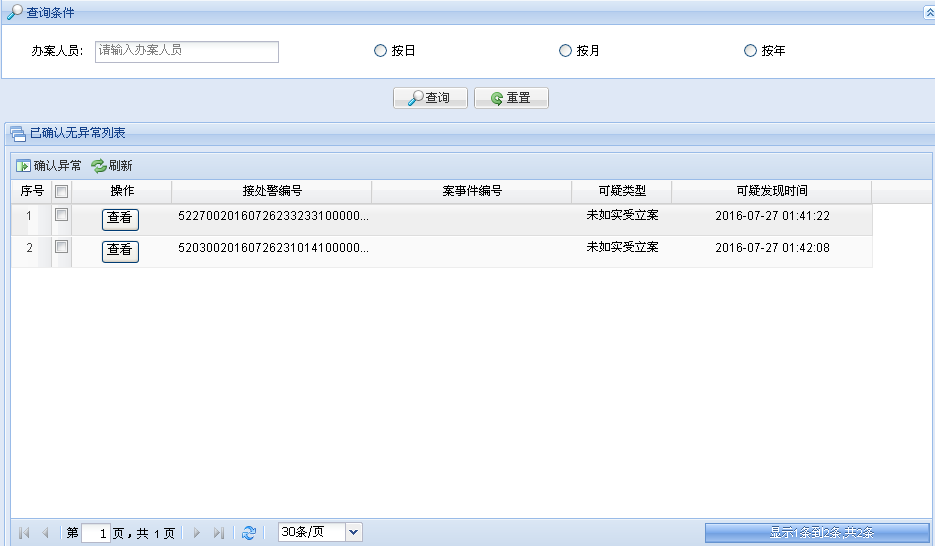 查询条件
办案人员: 请输入办案人员 按日 按月 按年
查询 重置
已确认无异常列表
确认异常 刷新
序号 操作 接处警编号 案事件编号 可疑类型 可疑发现时间
1 查看 52270020160726233233100000... 未如实受立案 2016-07-27 01:41:22
2 查看 52030020160726231014100000... 未如实受立案 2016-07-27 01:42:08
第 1 页，共 1 页 30条/页 显示1条到2条,共2条